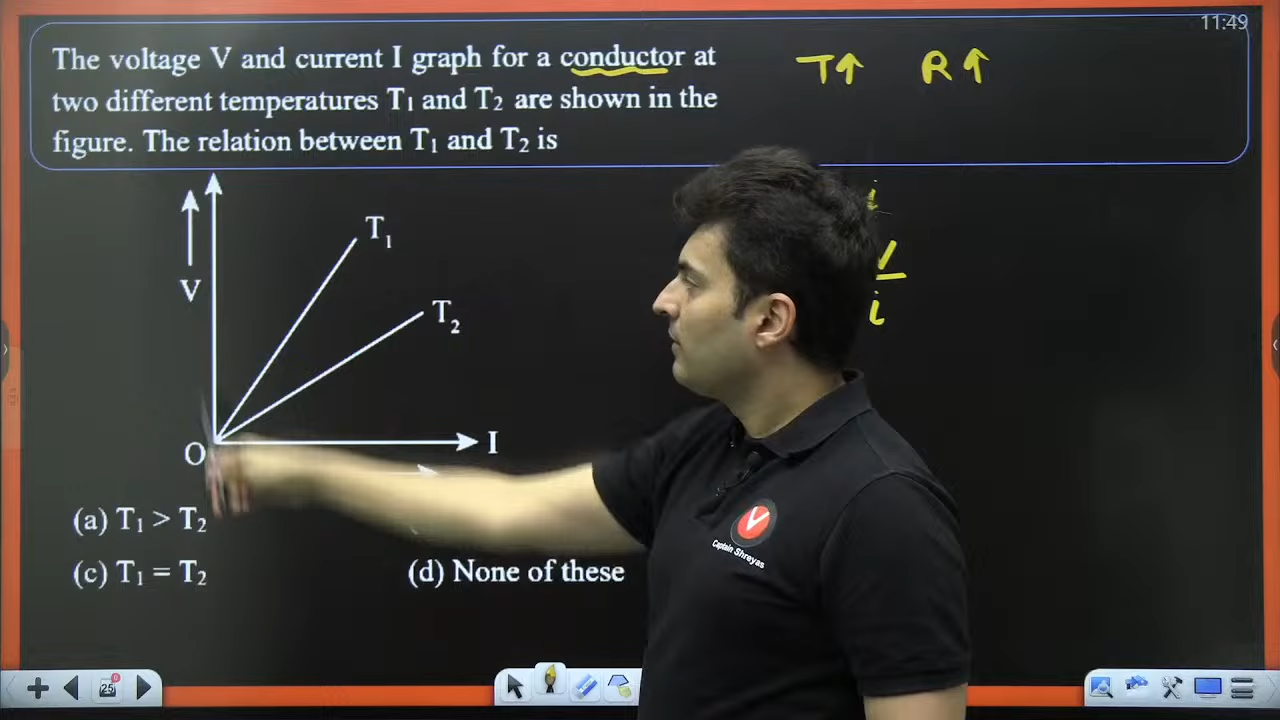 11:49
The voltage V and current I graph for a conductor at
two different temperatures T₁ and T₂ are shown in the
figure. The relation between T₁ and T₂ is
T↑ R↑
i
V
i
T₁
V
T₂
O
I
(a) T₁ > T₂
(c) T₁ = T₂
(d) None of these
V
Captain Shreyas
25